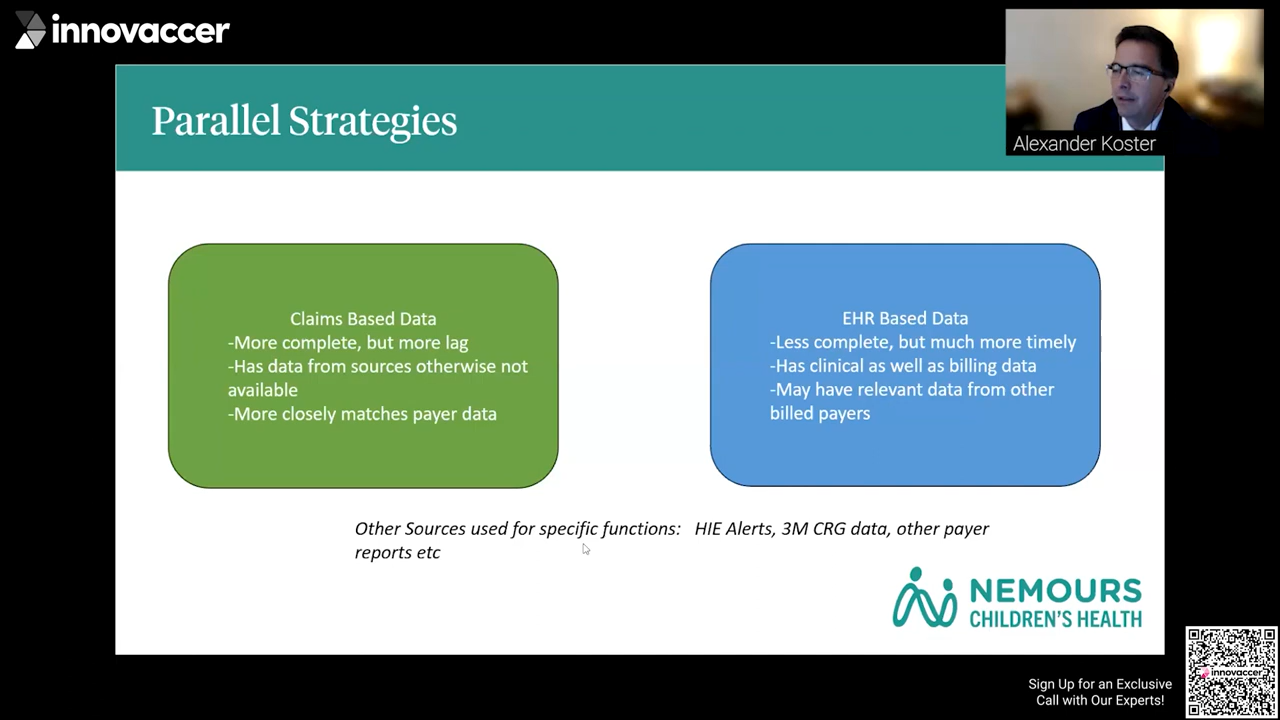 innovaccer
Parallel Strategies
Alexander Koster
Claims Based Data
-More complete, but more lag
-Has data from sources otherwise not
available
-More closely matches payer data
EHR Based Data
-Less complete, but much more timely
-Has clinical as well as billing data
-May have relevant data from other
billed payers
Other Sources used for specific functions: HIE Alerts, 3M CRG data, other payer
reports etc
NEMOURS
CHILDREN'S HEALTH
Sign Up for an Exclusive
Call with Our Experts!
innovaccer